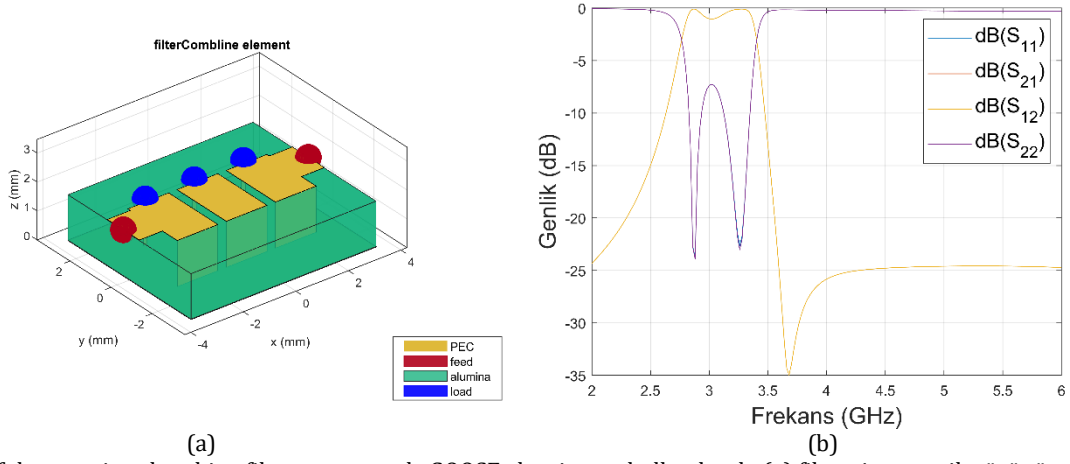 filterCombline element
3
2
1
0
z (mm)
2
0
-2
y (mm)
-4
-2
0
2
4
x (mm)
PEC
feed
alumina
load
(a)
0
-5
-10
-15
-20
-25
-30
-35
Genlik (dB)
2
2.5
3
3.5
4
4.5
5
5.5
6
Frekans (GHz)
dB(S11)
dB(S21)
dB(S12)
dB(S22)
(b)